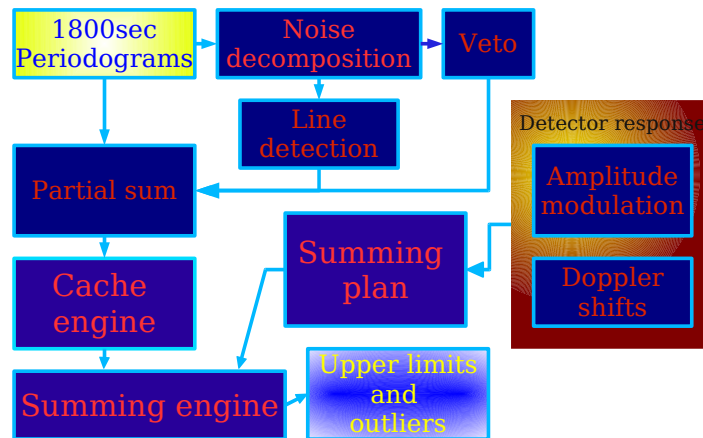 1800sec
Periodograms
Noise
decomposition
Veto
Line
detection
Detector response
Partial sum
Amplitude
modulation
Summing
plan
Cache
engine
Doppler
shifts
Summing engine
Upper limits
and
outliers